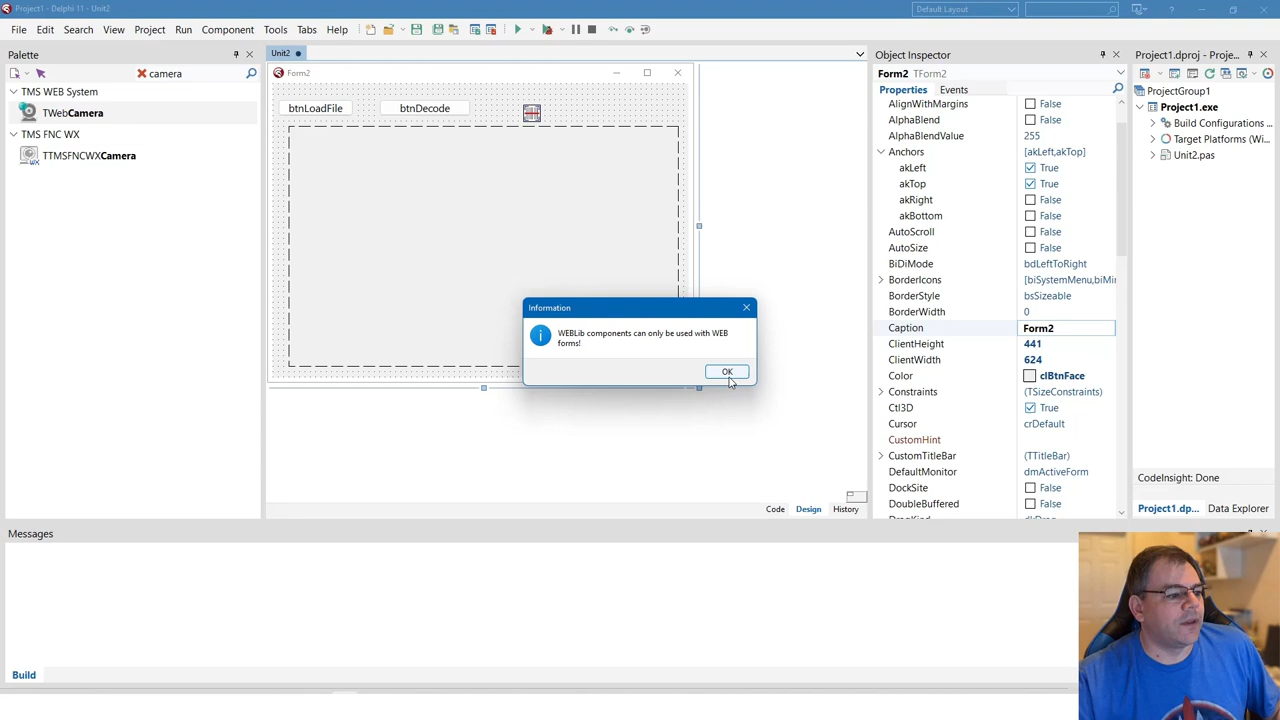 Project1 - Delphi 11 - Unit2
Default Layout
File Edit Search View Project Run Component Tools Tabs Help
Palette
camera
TMS WEB System
TWebCamera
TMS FNC WX
TTMSFNCWXCamera
Unit2
Form2
btnLoadFile
btnDecode
Information
WEBLib components can only be used with WEB
forms!
OK
Code Design History
Object Inspector
Form2 TForm2
Properties Events
AlignWithMargins False
AlphaBlend False
AlphaBlendValue 255
Anchors [akLeft,akTop]
akLeft True
akTop True
akRight False
akBottom False
AutoScroll False
AutoSize False
BiDiMode bdLeftToRight
BorderIcons [biSystemMenu,biMi
BorderStyle bsSizeable
BorderWidth 0
Caption Form2
ClientHeight 441
ClientWidth 624
Color clBtnFace
Constraints (TSizeConstraints)
Ctl3D True
Cursor crDefault
CustomHint
CustomTitleBar (TTitleBar)
DefaultMonitor dmActiveForm
DockSite False
DoubleBuffered False
Project1.dproj - Proje...
ProjectGroup1
Project1.exe
Build Configurations ...
Target Platforms (Wi...
Unit2.pas
CodeInsight: Done
Project1.dp... Data Explorer
Messages
Build